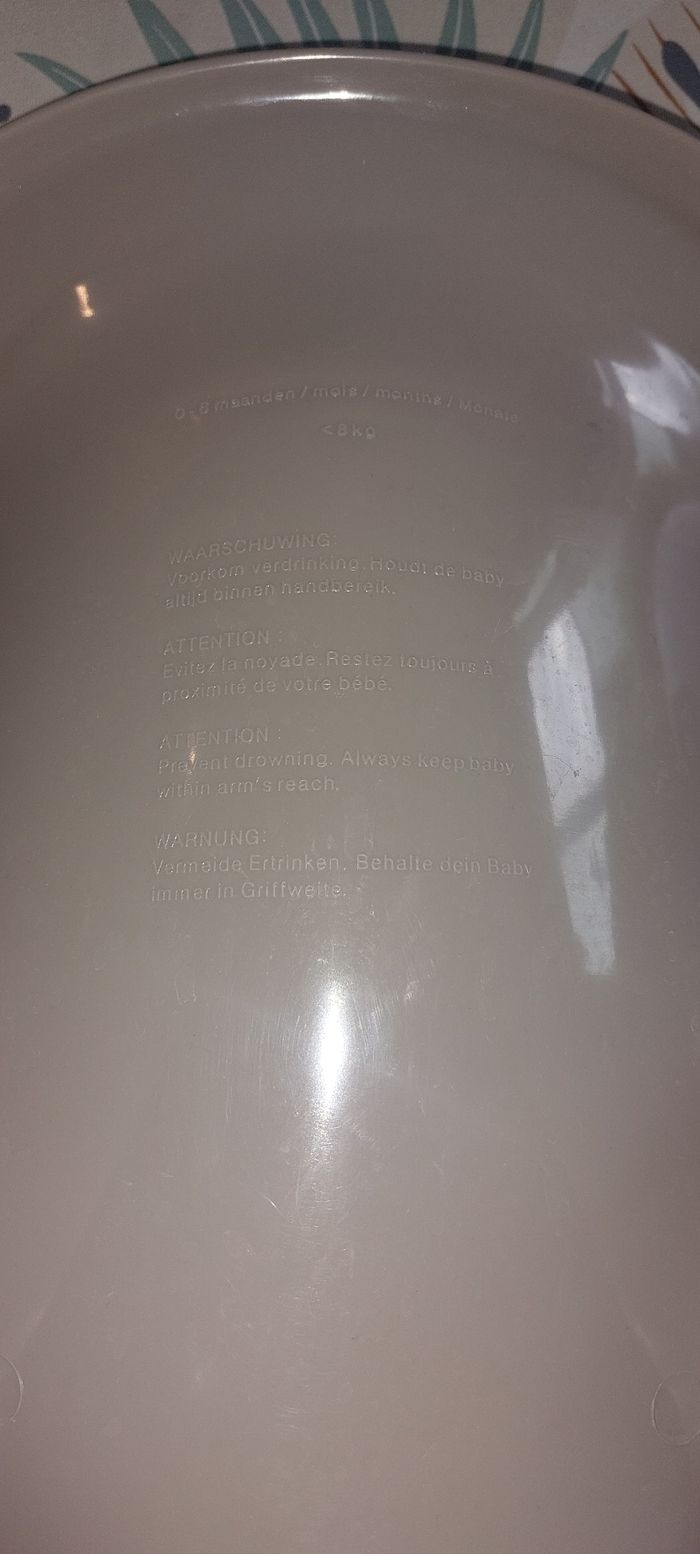 0-8 maanden / mois / months / Monate
<8kg
WAARSCHUWING:
Voorkom verdrinking. Houdt de baby
altijd binnen handbereik.
ATTENTION :
Evitez la noyade. Restez toujours à
proximité de votre bébé.
ATTENTION :
Prevent drowning. Always keep baby
within arm's reach.
WARNUNG:
Vermeide Ertrinken. Behalte dein Baby
immer in Griffweite.